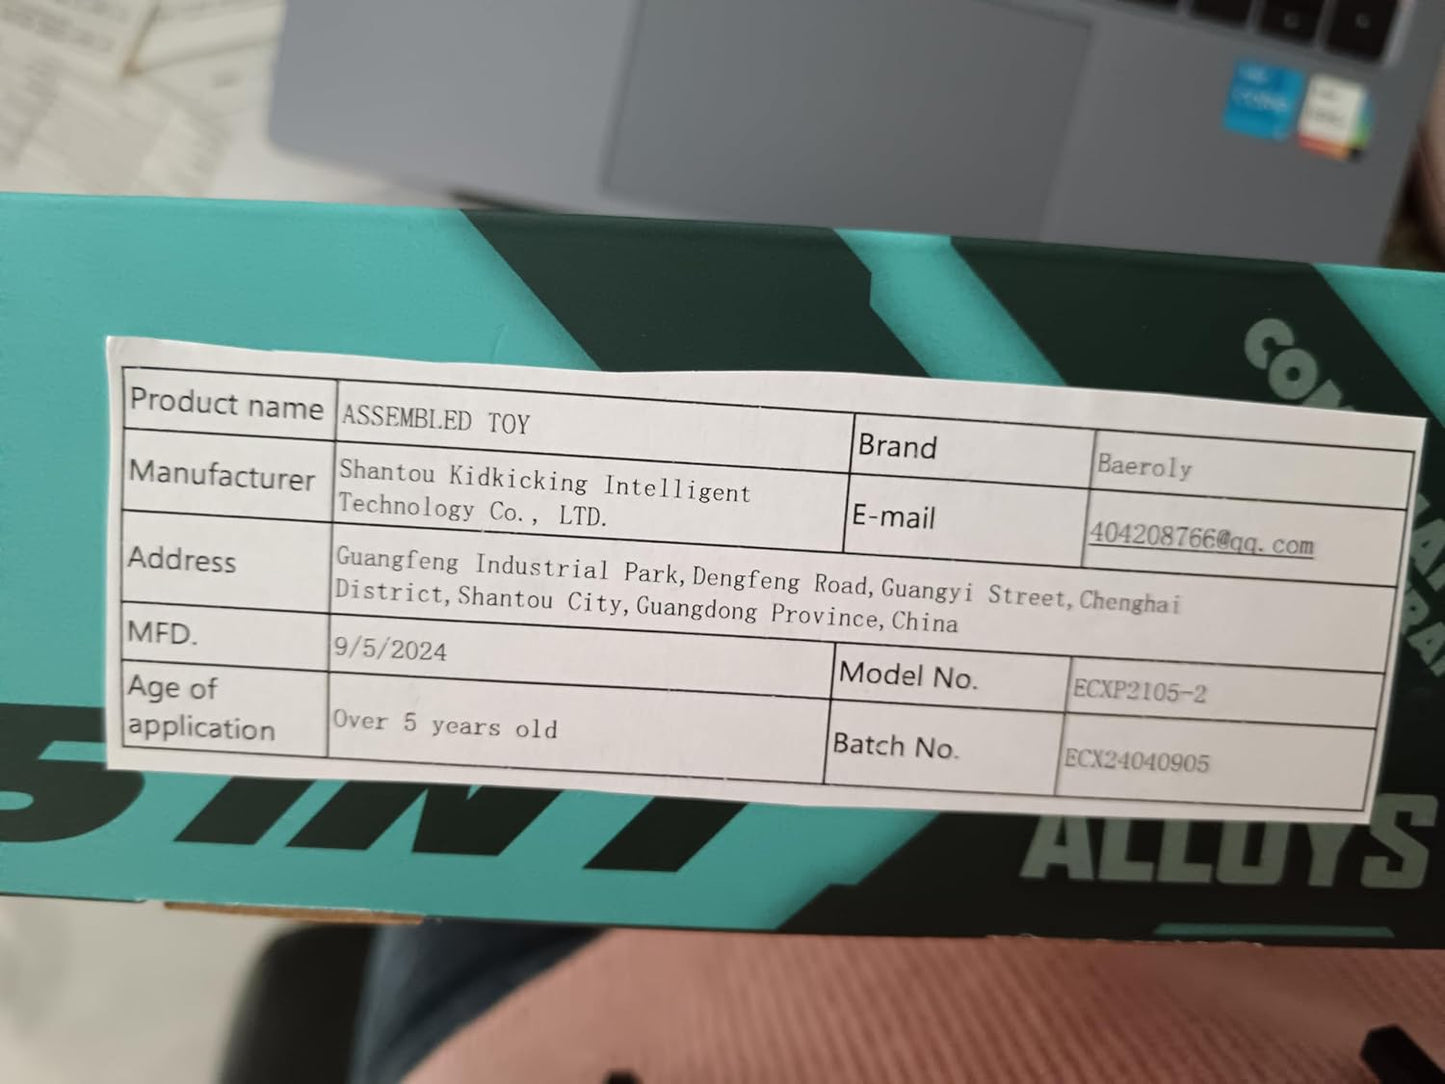 Product name ASSEMBLED TOY Brand Baeroly
Manufacturer Shantou Kidkicking Intelligent
Technology Co., LTD. E-mail 404208766@qq.com
Address Guangfeng Industrial Park,Dengfeng Road,Guangyi Street,Chenghai
District,Shantou City,Guangdong Province,China
MFD. 9/5/2024 Model No. ECXP2105-2
Age of
application Over 5 years old Batch No. ECX24040905
ALLOYS